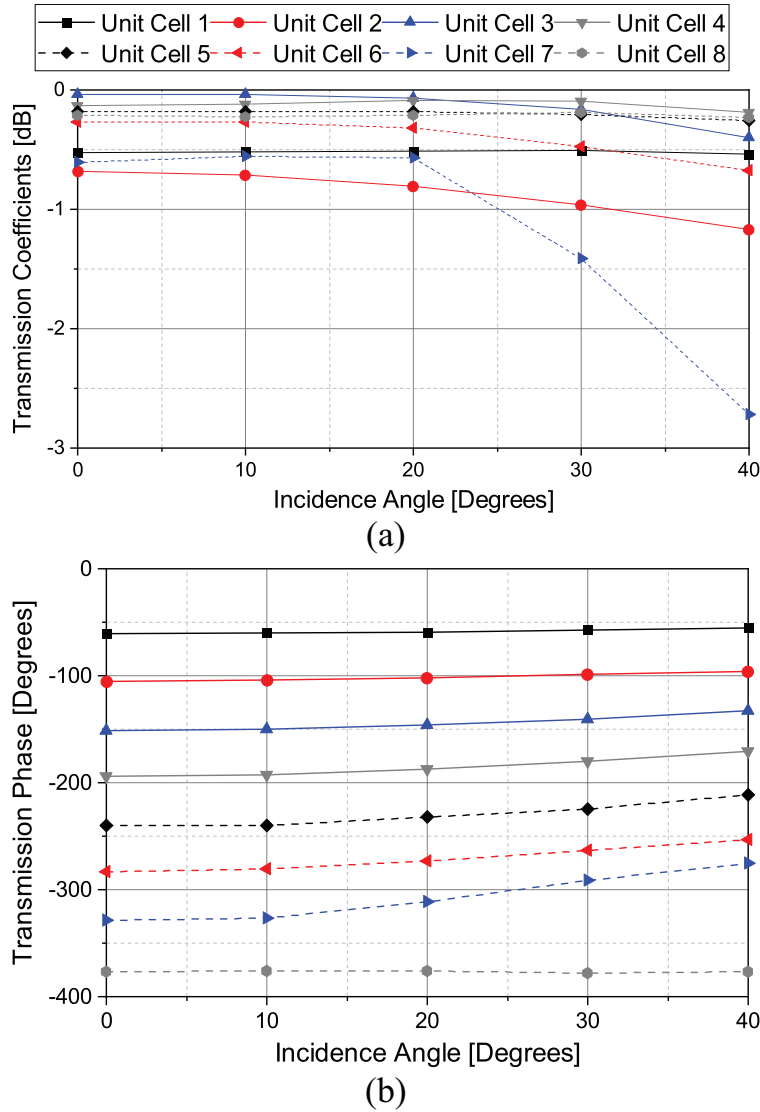 Unit Cell 1 Unit Cell 2 Unit Cell 3 Unit Cell 4
Unit Cell 5 Unit Cell 6 Unit Cell 7 Unit Cell 8
Transmission Coefficients [dB]
0
-1
-2
-3
0 10 20 30 40
Incidence Angle [Degrees]
(a)
Transmission Phase [Degrees]
0
-100
-200
-300
-400
0 10 20 30 40
Incidence Angle [Degrees]
(b)